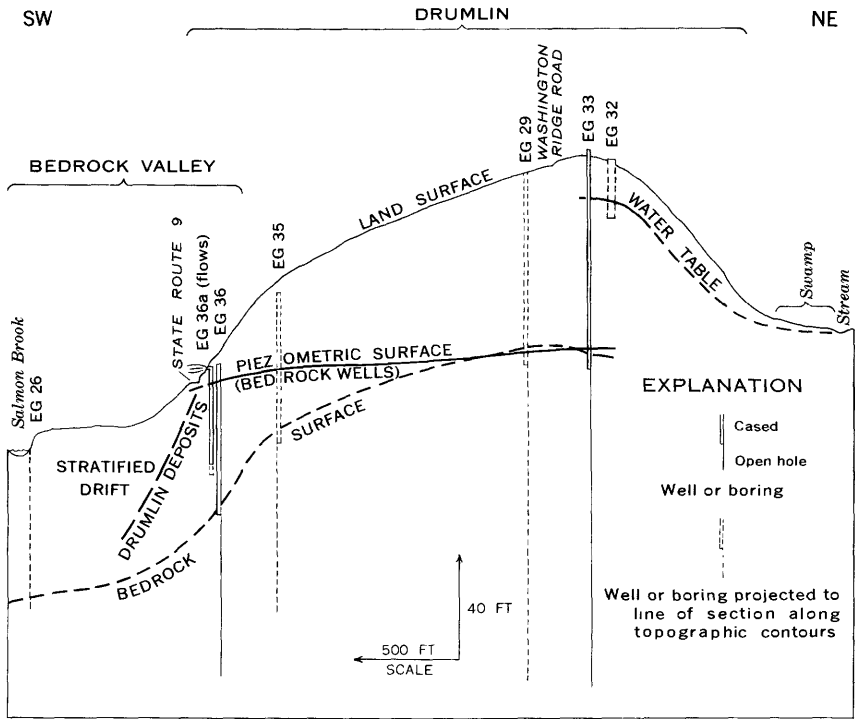 SW
DRUMLIN
NE
BEDROCK VALLEY
Salmon Brook
EG 26
STATE ROUTE 9
EG 36a (flows)
EG 36
EG 35
LAND SURFACE
EG 29
WASHINGTON
RIDGE ROAD
EG 33
EG 32
WATER TABLE
Swamp
Stream
PIEZOMETRIC SURFACE
(BEDROCK WELLS)
STRATIFIED
DRIFT
DRUMLIN DEPOSITS
BEDROCK SURFACE
40 FT
500 FT
SCALE
EXPLANATION
Cased
Open hole
Well or boring
Well or boring projected to
line of section along
topographic contours